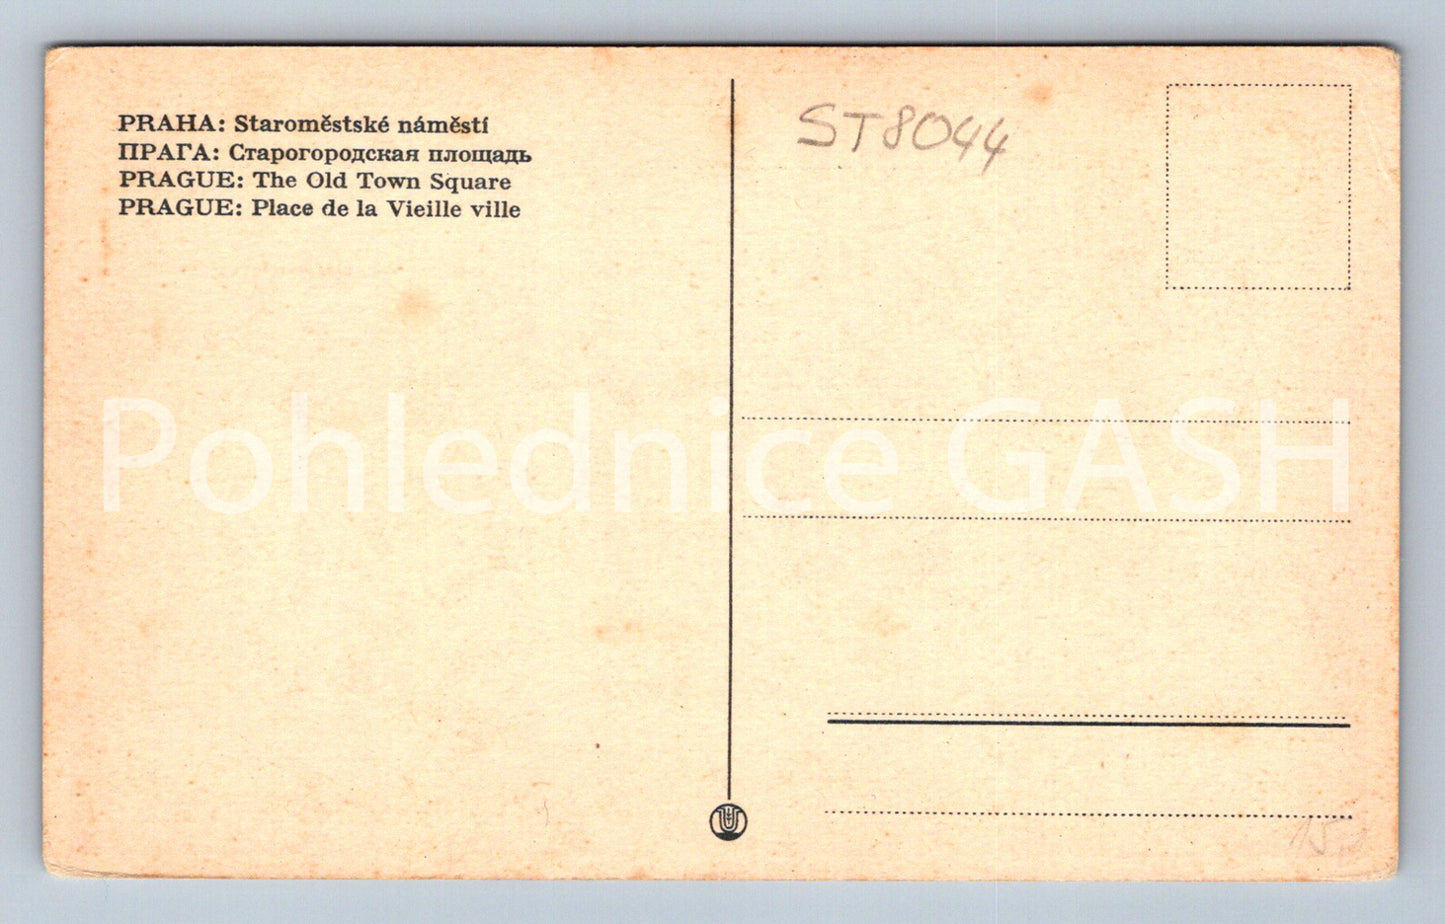 PRAHA: Staroměstské náměstí
ПРАГА: Старогородская площадь
PRAGUE: The Old Town Square
PRAGUE: Place de la Vieille ville
ST8044
Pohlednice GASH